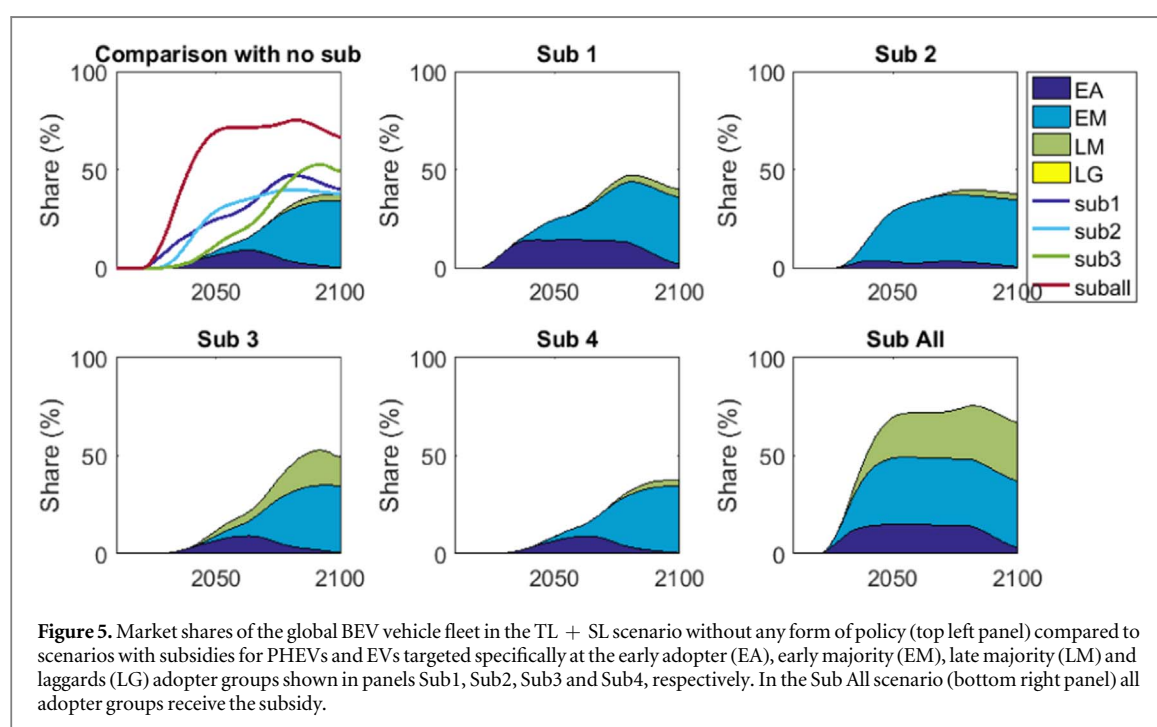 Comparison with no sub
100
50
0
Share (%)
2050
2100
Sub 1
100
50
0
Share (%)
2050
2100
Sub 2
100
50
0
Share (%)
2050
2100
EA
EM
LM
LG
sub1
sub2
sub3
suball
Sub 3
100
50
0
Share (%)
2050
2100
Sub 4
100
50
0
Share (%)
2050
2100
Sub All
100
50
0
Share (%)
2050
2100
Figure 5. Market shares of the global BEV vehicle fleet in the TL + SL scenario without any form of policy (top left panel) compared to
scenarios with subsidies for PHEVs and EVs targeted specifically at the early adopter (EA), early majority (EM), late majority (LM) and
laggards (LG) adopter groups shown in panels Sub1, Sub2, Sub3 and Sub4, respectively. In the Sub All scenario (bottom right panel) all
adopter groups receive the subsidy.